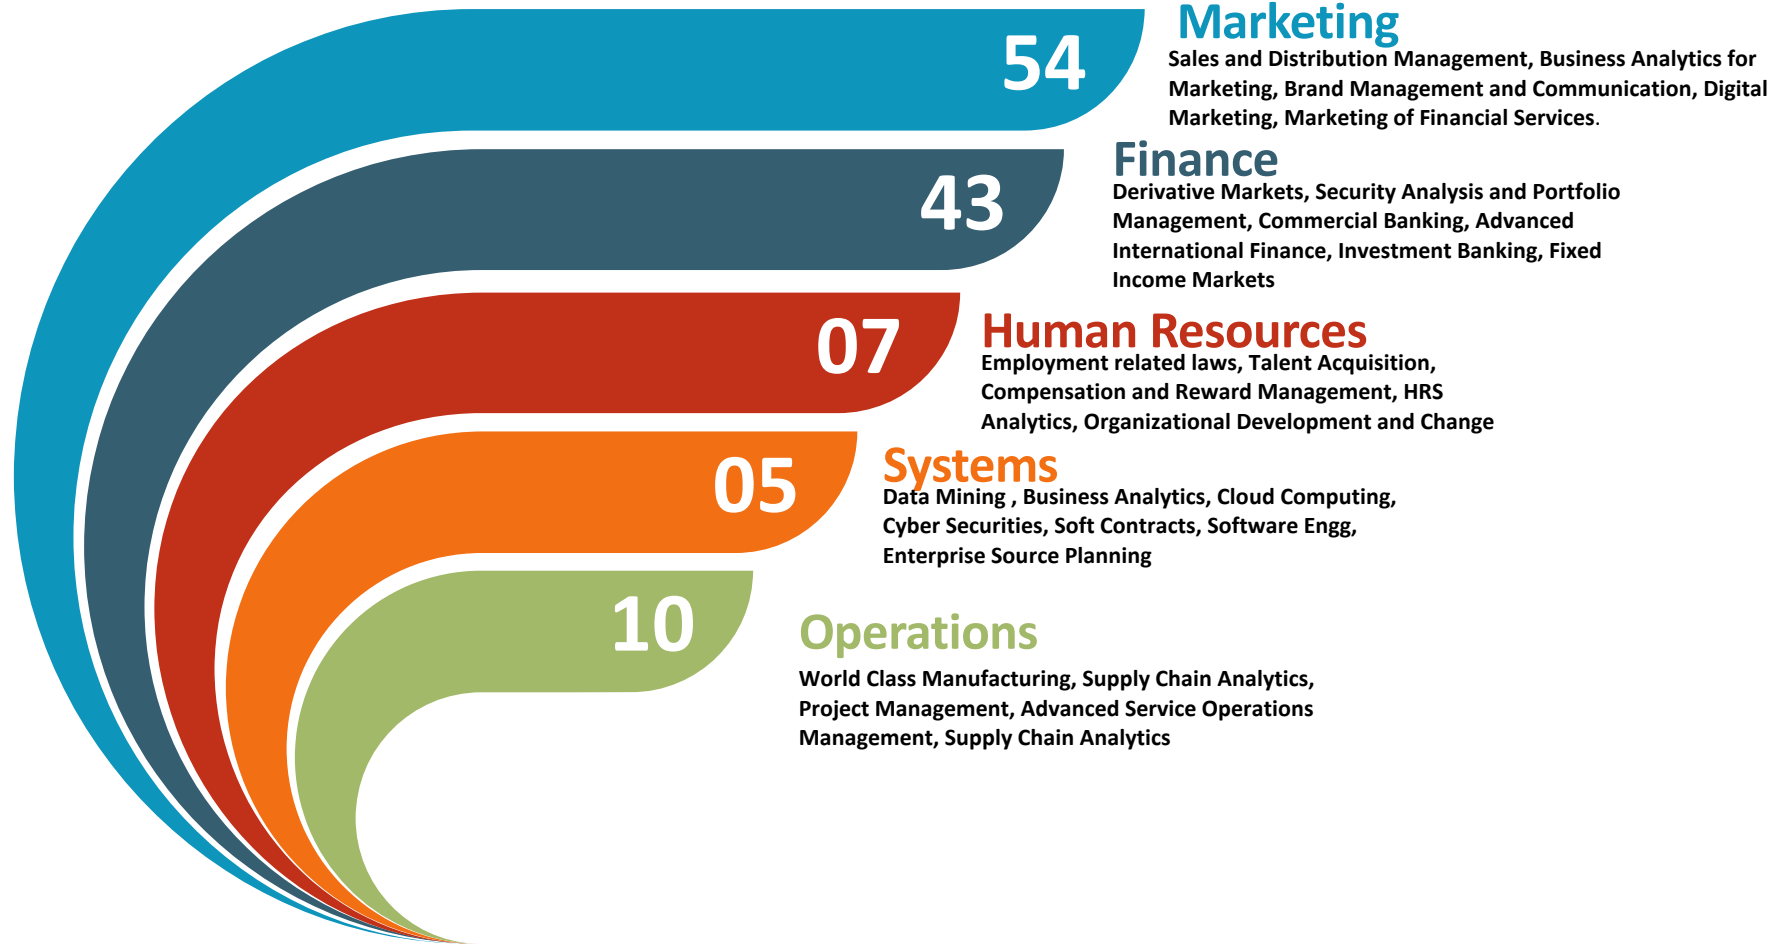 54
Marketing
Sales and Distribution Management, Business Analytics for
Marketing, Brand Management and Communication, Digital
Marketing, Marketing of Financial Services.
43
Finance
Derivative Markets, Security Analysis and Portfolio
Management, Commercial Banking, Advanced
International Finance, Investment Banking, Fixed
Income Markets
07
Human Resources
Employment related laws, Talent Acquisition,
Compensation and Reward Management, HRS
Analytics, Organizational Development and Change
05
Systems
Data Mining , Business Analytics, Cloud Computing,
Cyber Securities, Soft Contracts, Software Engg,
Enterprise Source Planning
10
Operations
World Class Manufacturing, Supply Chain Analytics,
Project Management, Advanced Service Operations
Management, Supply Chain Analytics